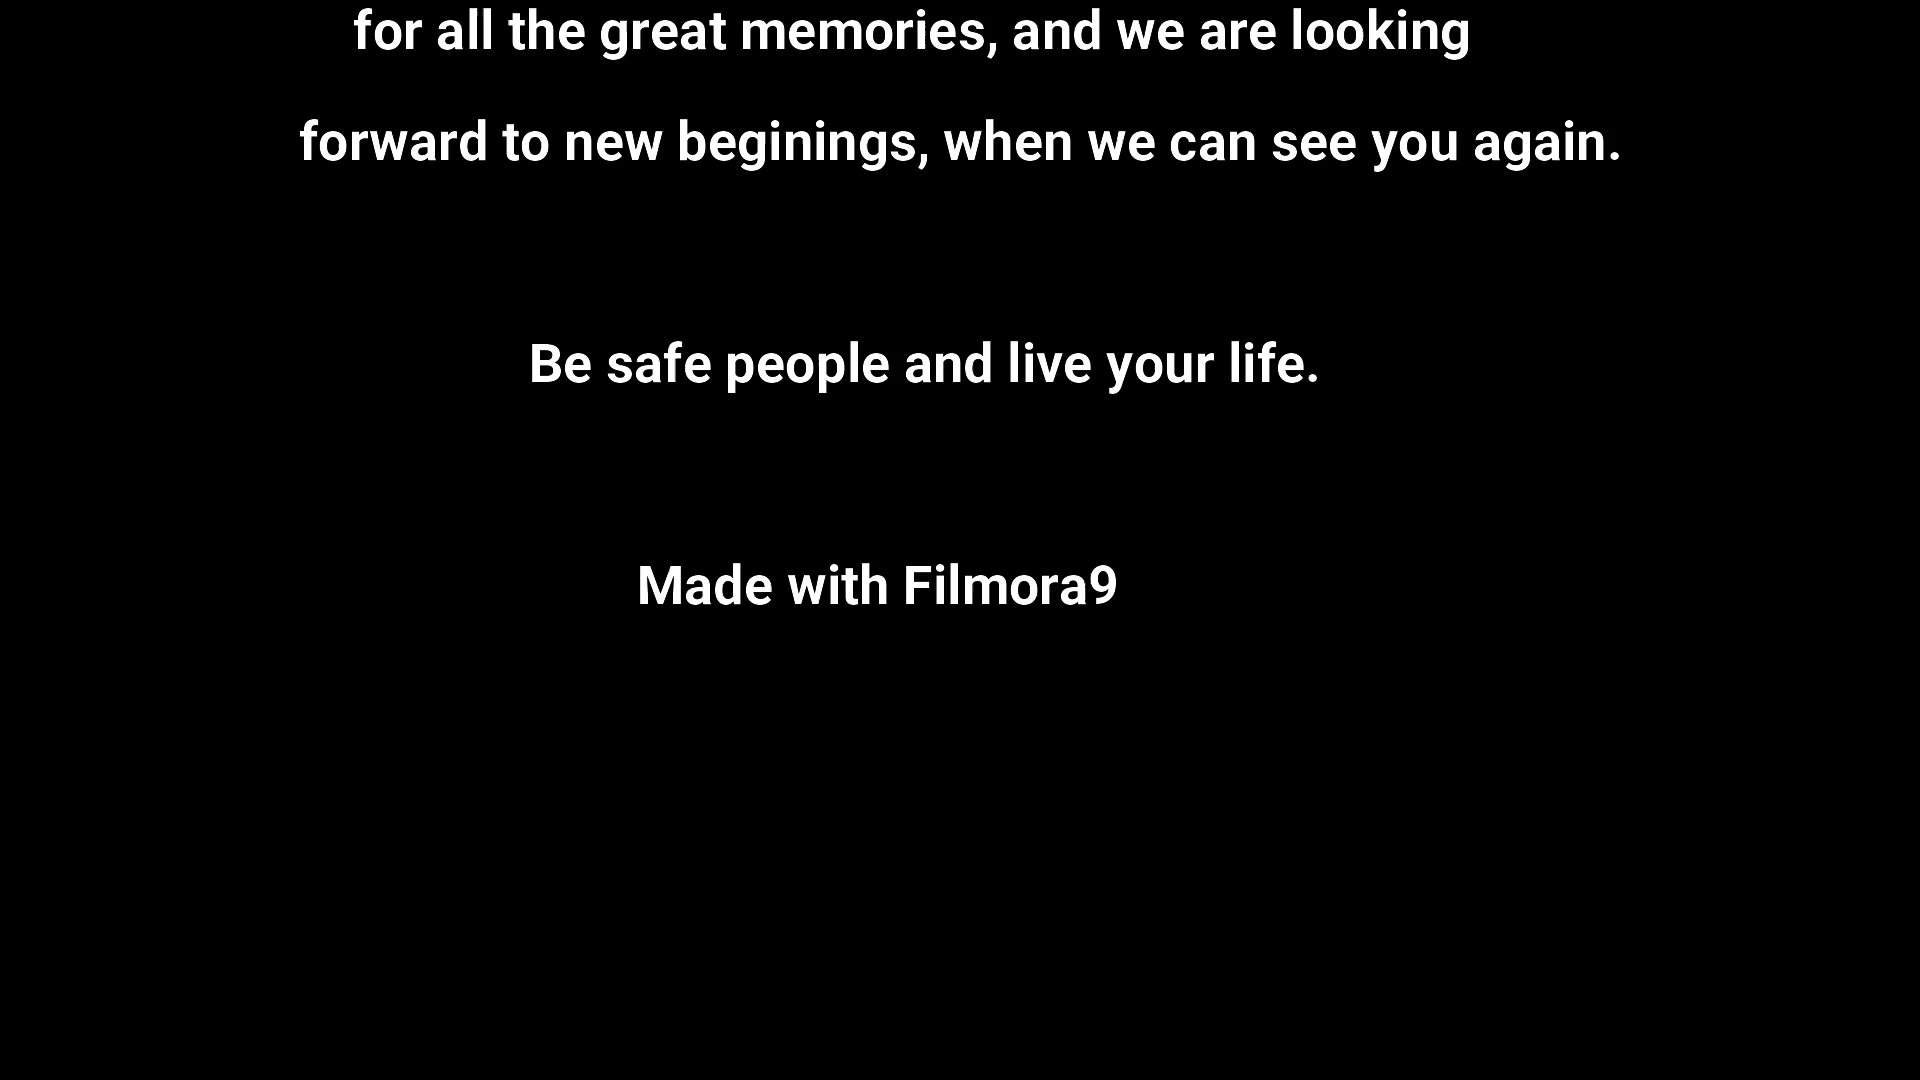 for all the great memories, and we are looking
forward to new beginings, when we can see you again.
Be safe people and live your life.
Made with Filmora9